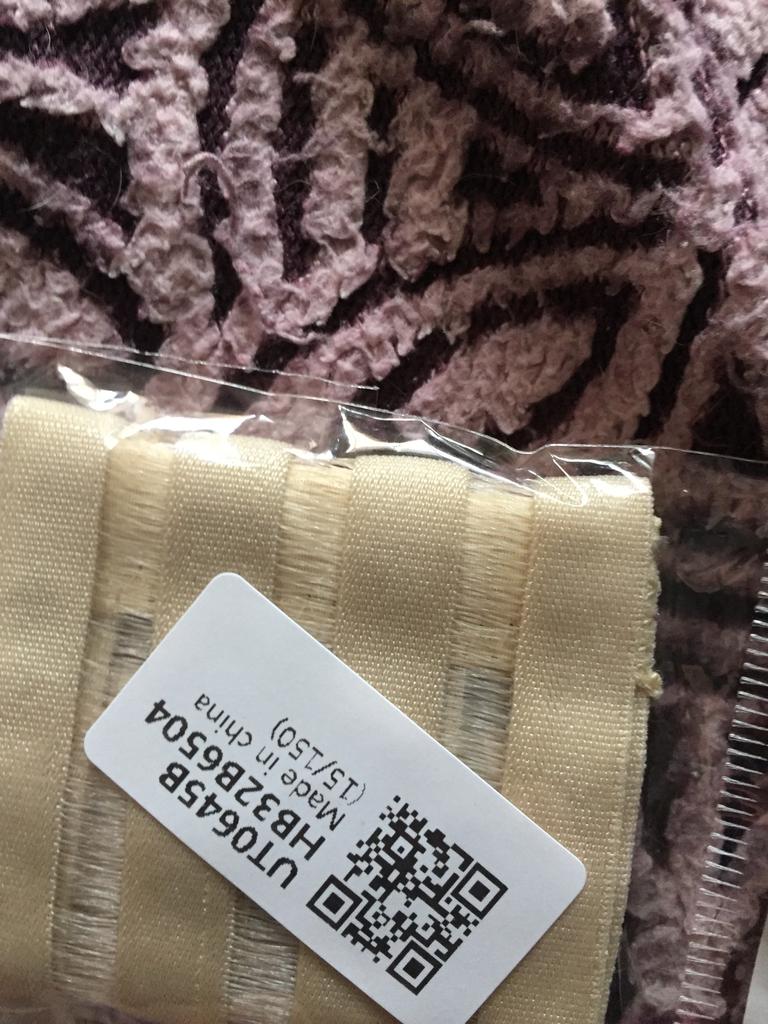 UT0645B
HB32B6504
Made in china
(15/150)